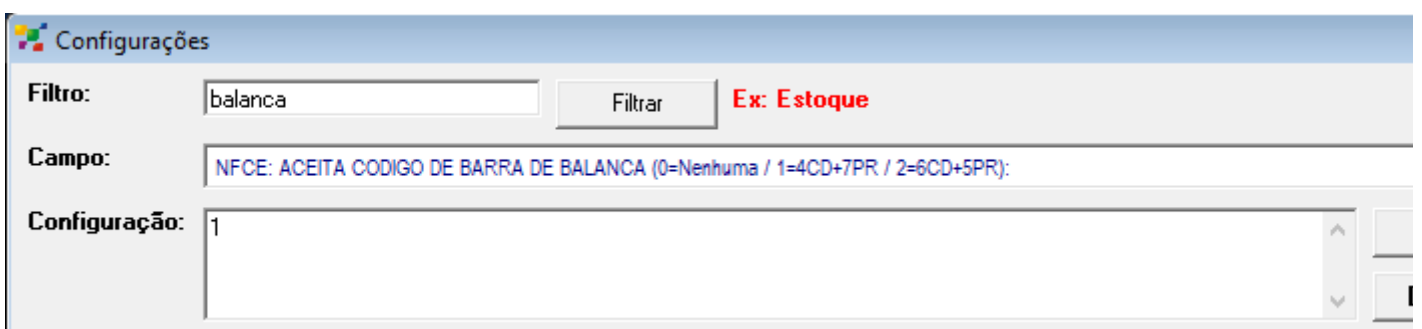 Configurações
Filtro: balanca Filtrar Ex: Estoque
Campo: NFCE: ACEITA CODIGO DE BARRA DE BALANCA (0=Nenhuma / 1=4CD+7PR / 2=6CD+5PR):
Configuração: 1